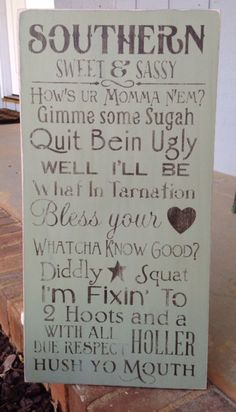 SOUTHERN
SWEET & SASSY
HOW'S UR MOMMA N'EM?
Gimme some Sugah
Quit Bein Ugly
WELL I'LL BE
What In Tarnation
Bless your
WHATCHA KNOW GOOD?
Diddly Squat
I'm Fixin' To
2 Hoots and a
HOLLER
WITH ALL
DUE RESPECT
HUSH YO MOUTH